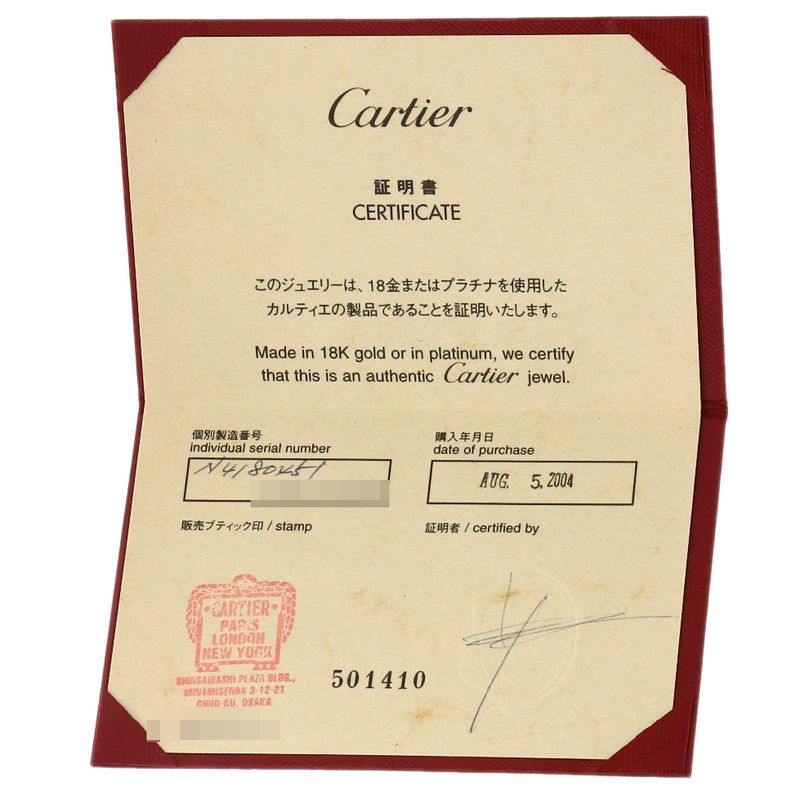 Cartier
証明書
CERTIFICATE
このジュエリーは、18金またはプラチナを使用した
カルティエの製品であることを証明いたします。
Made in 18K gold or in platinum, we certify
that this is an authentic Cartier jewel.
個別製造番号
individual serial number
N4180451
購入年月日
date of purchase
AUG. 5. 2004
販売ブティック印 / stamp
証明者 / certified by
CARTIER
PARIS
LONDON
NEW YORK
SHINSAIBASHI PLAZA BLDG.,
MINAMISENBA 3-12-21
CHUO-KU, OSAKA
501410